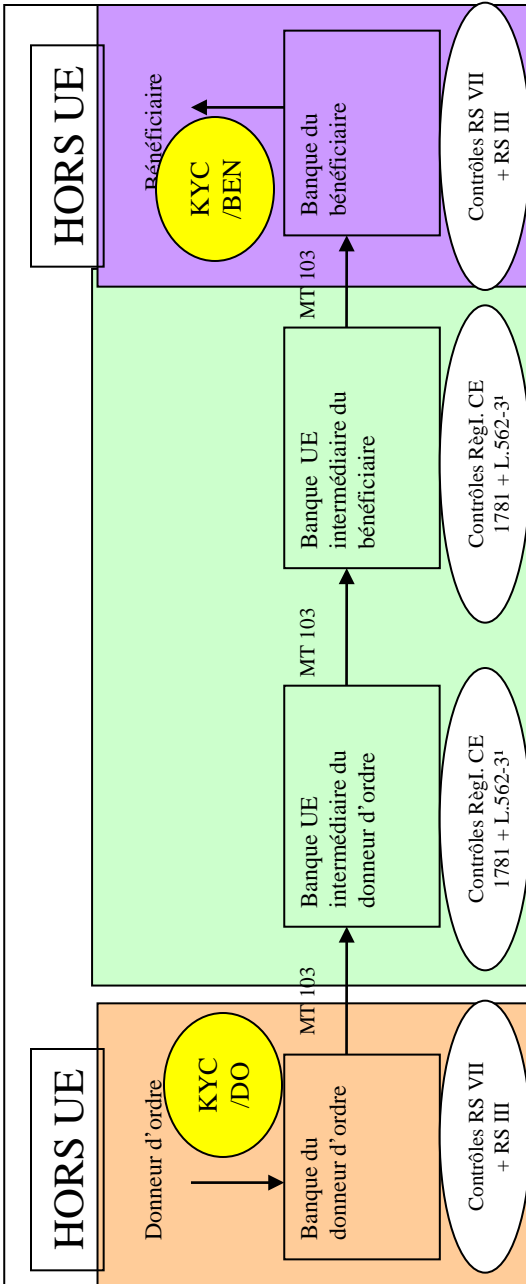 HORS UE
HORS UE
Donneur d'ordre
KYC
/DO
Banque du
donneur d'ordre
Contrôles RS VII
+ RS III
MT 103
Banque UE
intermédiaire du
donneur d'ordre
Contrôles Règl. CE
1781 + L.562-3¹
MT 103
Banque UE
intermédiaire du
bénéficiaire
Contrôles Règl. CE
1781 + L.562-3¹
MT 103
Bénéficiaire
KYC
/BEN
Banque du
bénéficiaire
Contrôles RS VII
+ RS III